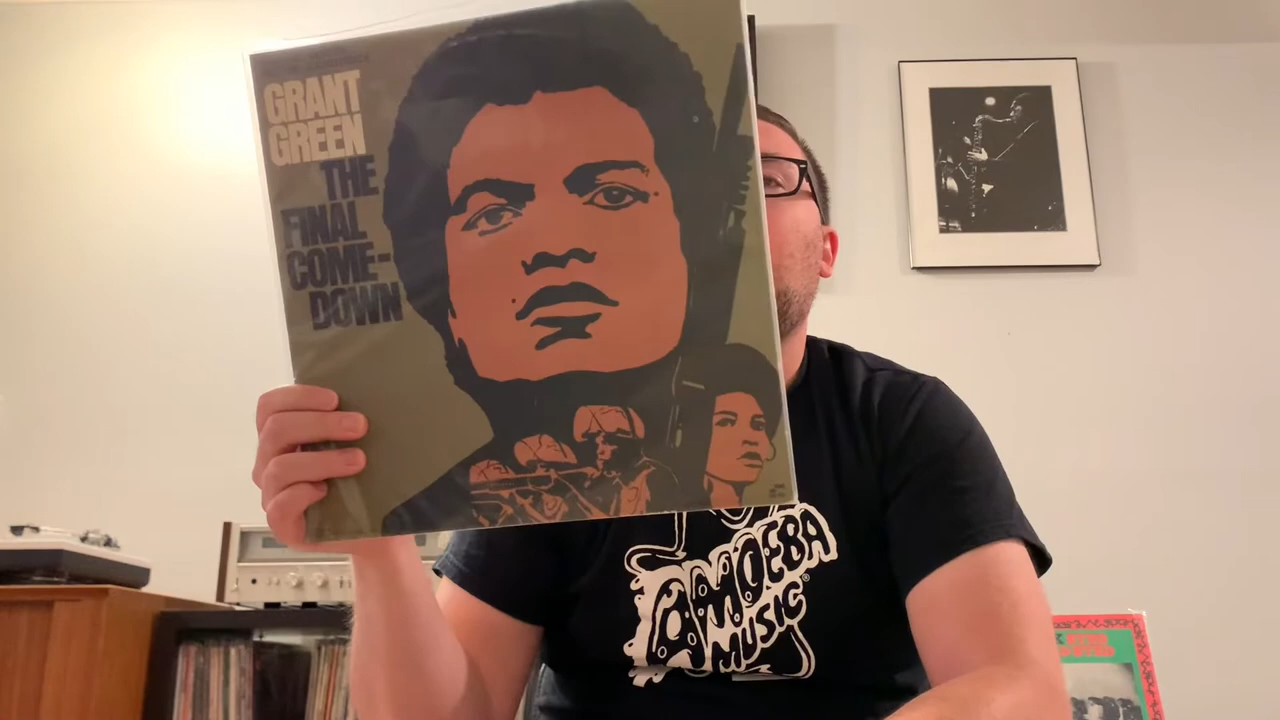 GRANT
GREEN
THE
FINAL
COME-
DOWN
AMOEBA
MUSIC®